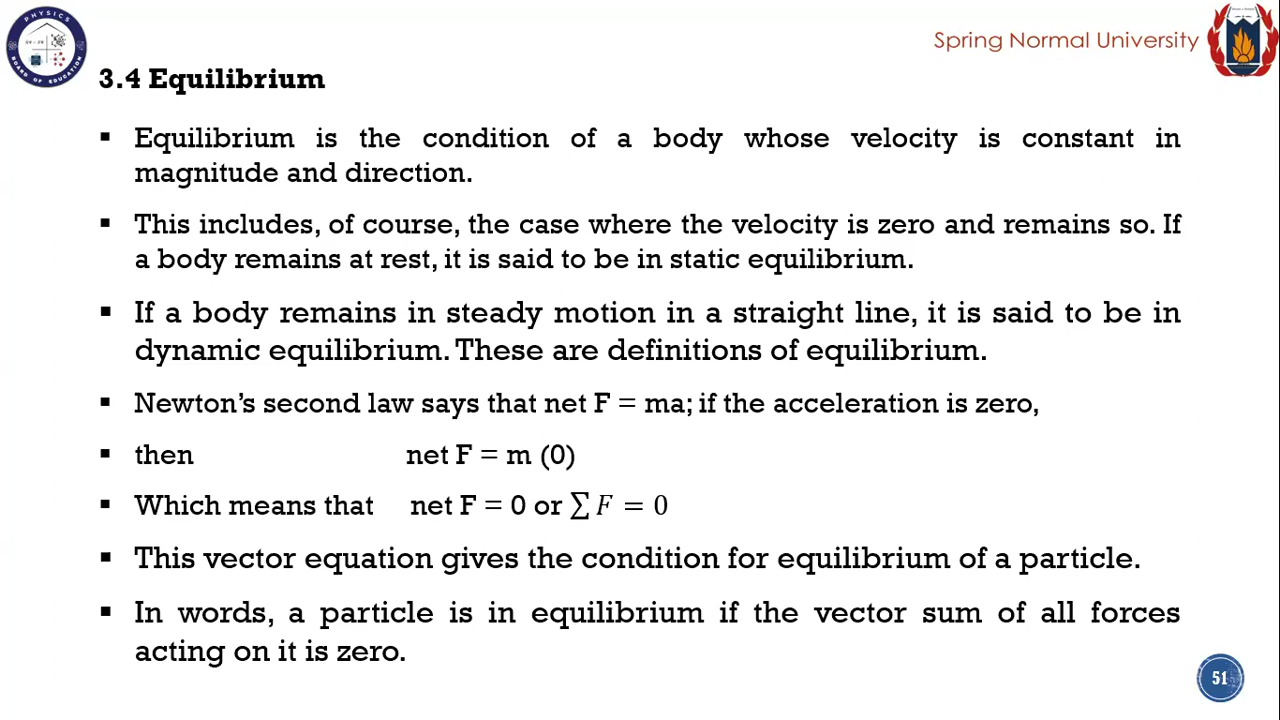 PHYSICS
BOARD OF EDUCATION
Spring Normal University
3.4 Equilibrium
▪ Equilibrium is the condition of a body whose velocity is constant in
magnitude and direction.
▪ This includes, of course, the case where the velocity is zero and remains so. If
a body remains at rest, it is said to be in static equilibrium.
▪ If a body remains in steady motion in a straight line, it is said to be in
dynamic equilibrium. These are definitions of equilibrium.
▪ Newton’s second law says that net F = ma; if the acceleration is zero,
▪ then net F = m (0)
▪ Which means that net F = 0 or ∑ F = 0
▪ This vector equation gives the condition for equilibrium of a particle.
▪ In words, a particle is in equilibrium if the vector sum of all forces
acting on it is zero.
51